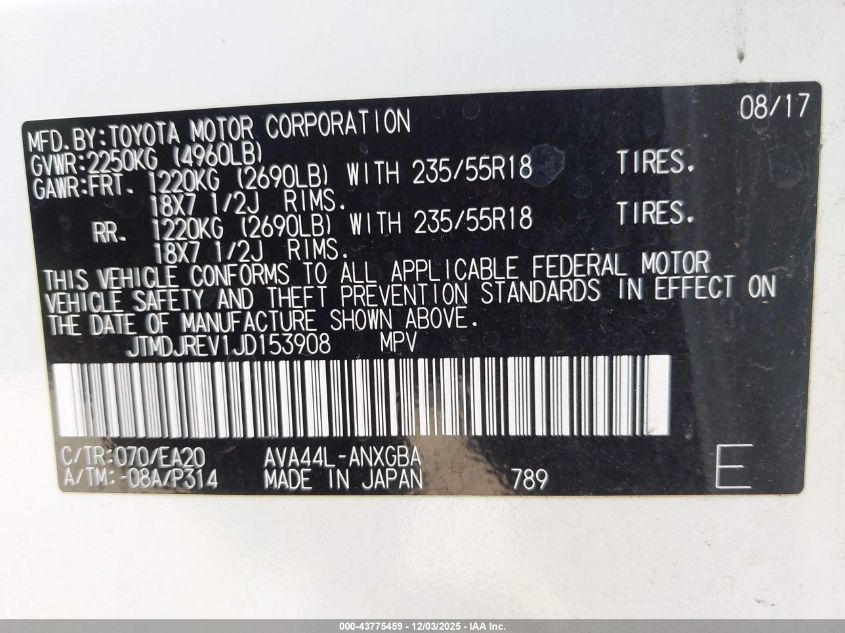 08/17
MFD.BY:TOYOTA MOTOR CORPORATION
GVWR:2250KG (4960LB)
GAWR:FRT. 1220KG (2690LB) WITH 235/55R18 TIRES.
18X7 1/2J RIMS.
RR. 1220KG (2690LB) WITH 235/55R18 TIRES.
18X7 1/2J RIMS.
THIS VEHICLE CONFORMS TO ALL APPLICABLE FEDERAL MOTOR
VEHICLE SAFETY AND THEFT PREVENTION STANDARDS IN EFFECT ON
THE DATE OF MANUFACTURE SHOWN ABOVE.
JTMDJREV1JD153908 MPV
C/TR:070/EA20 AVA44L-ANXGBA
A/TM:-08A/P314 MADE IN JAPAN 789 E
000-43775459 - 12/03/2025 - IAA Inc.